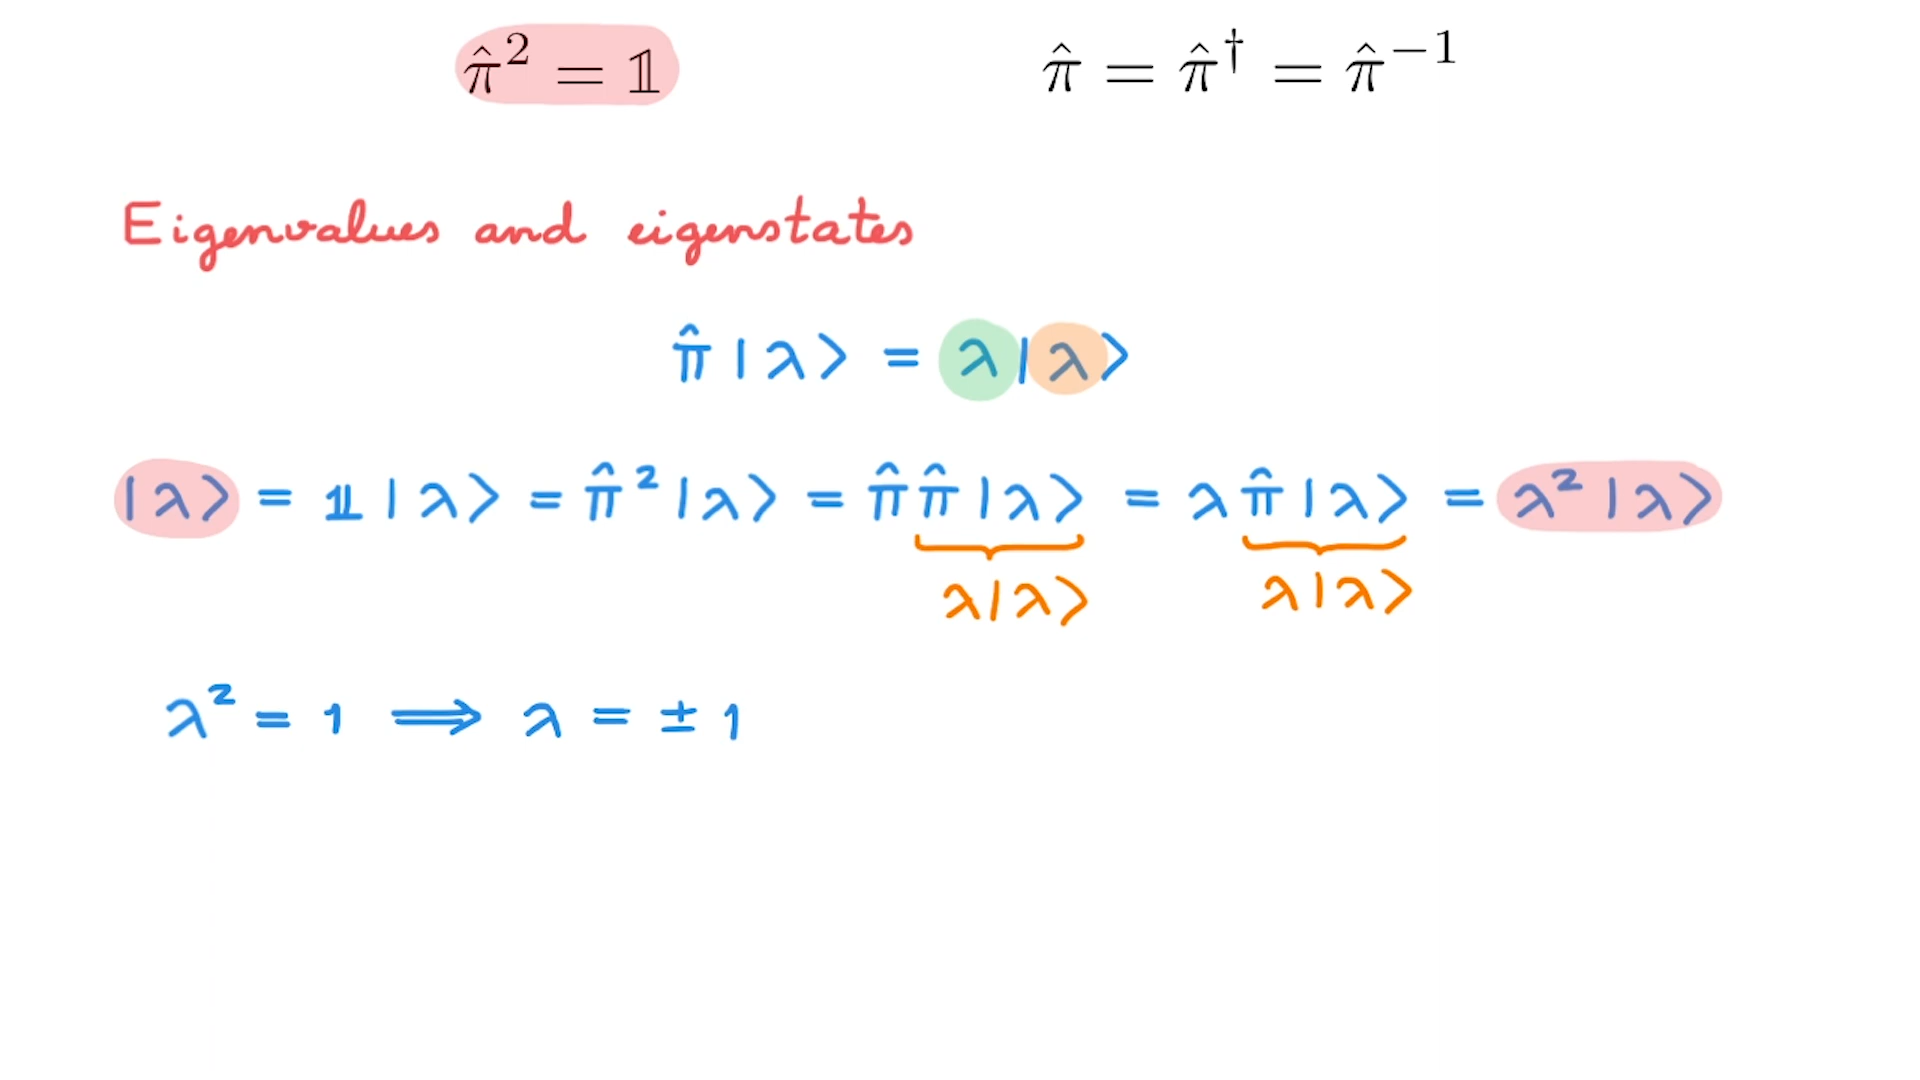 π̂² = 𝟙    π̂ = π̂† = π̂⁻¹
Eigenvalues and eigenstates
π̂ |λ⟩ = λ|λ⟩
|λ⟩ = 𝟙 |λ⟩ = π̂² |λ⟩ = π̂ π̂ |λ⟩ = λ π̂ |λ⟩ = λ² |λ⟩
λ|λ⟩    λ|λ⟩
λ² = 1 ⟹ λ = ± 1